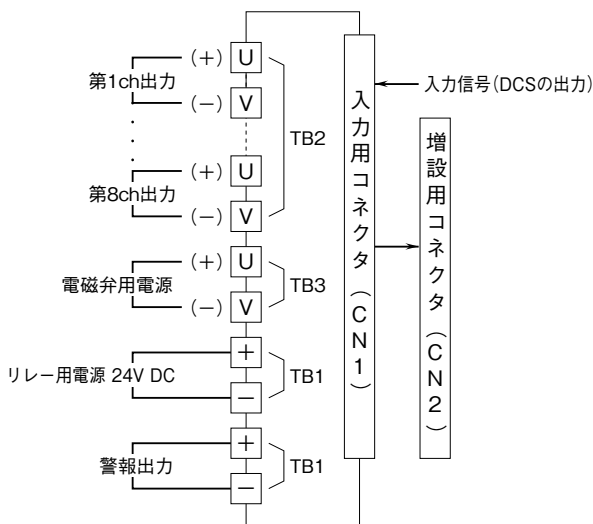 (+) U
第1ch出力
(−) V
TB2
(+) U
第8ch出力
(−) V
(+) U
電磁弁用電源
TB3
(−) V
+
リレー用電源 24V DC
TB1
−
+
警報出力
TB1
−
入力用コネクタ(CN1)
入力信号(DCSの出力)
増設用コネクタ(CN2)